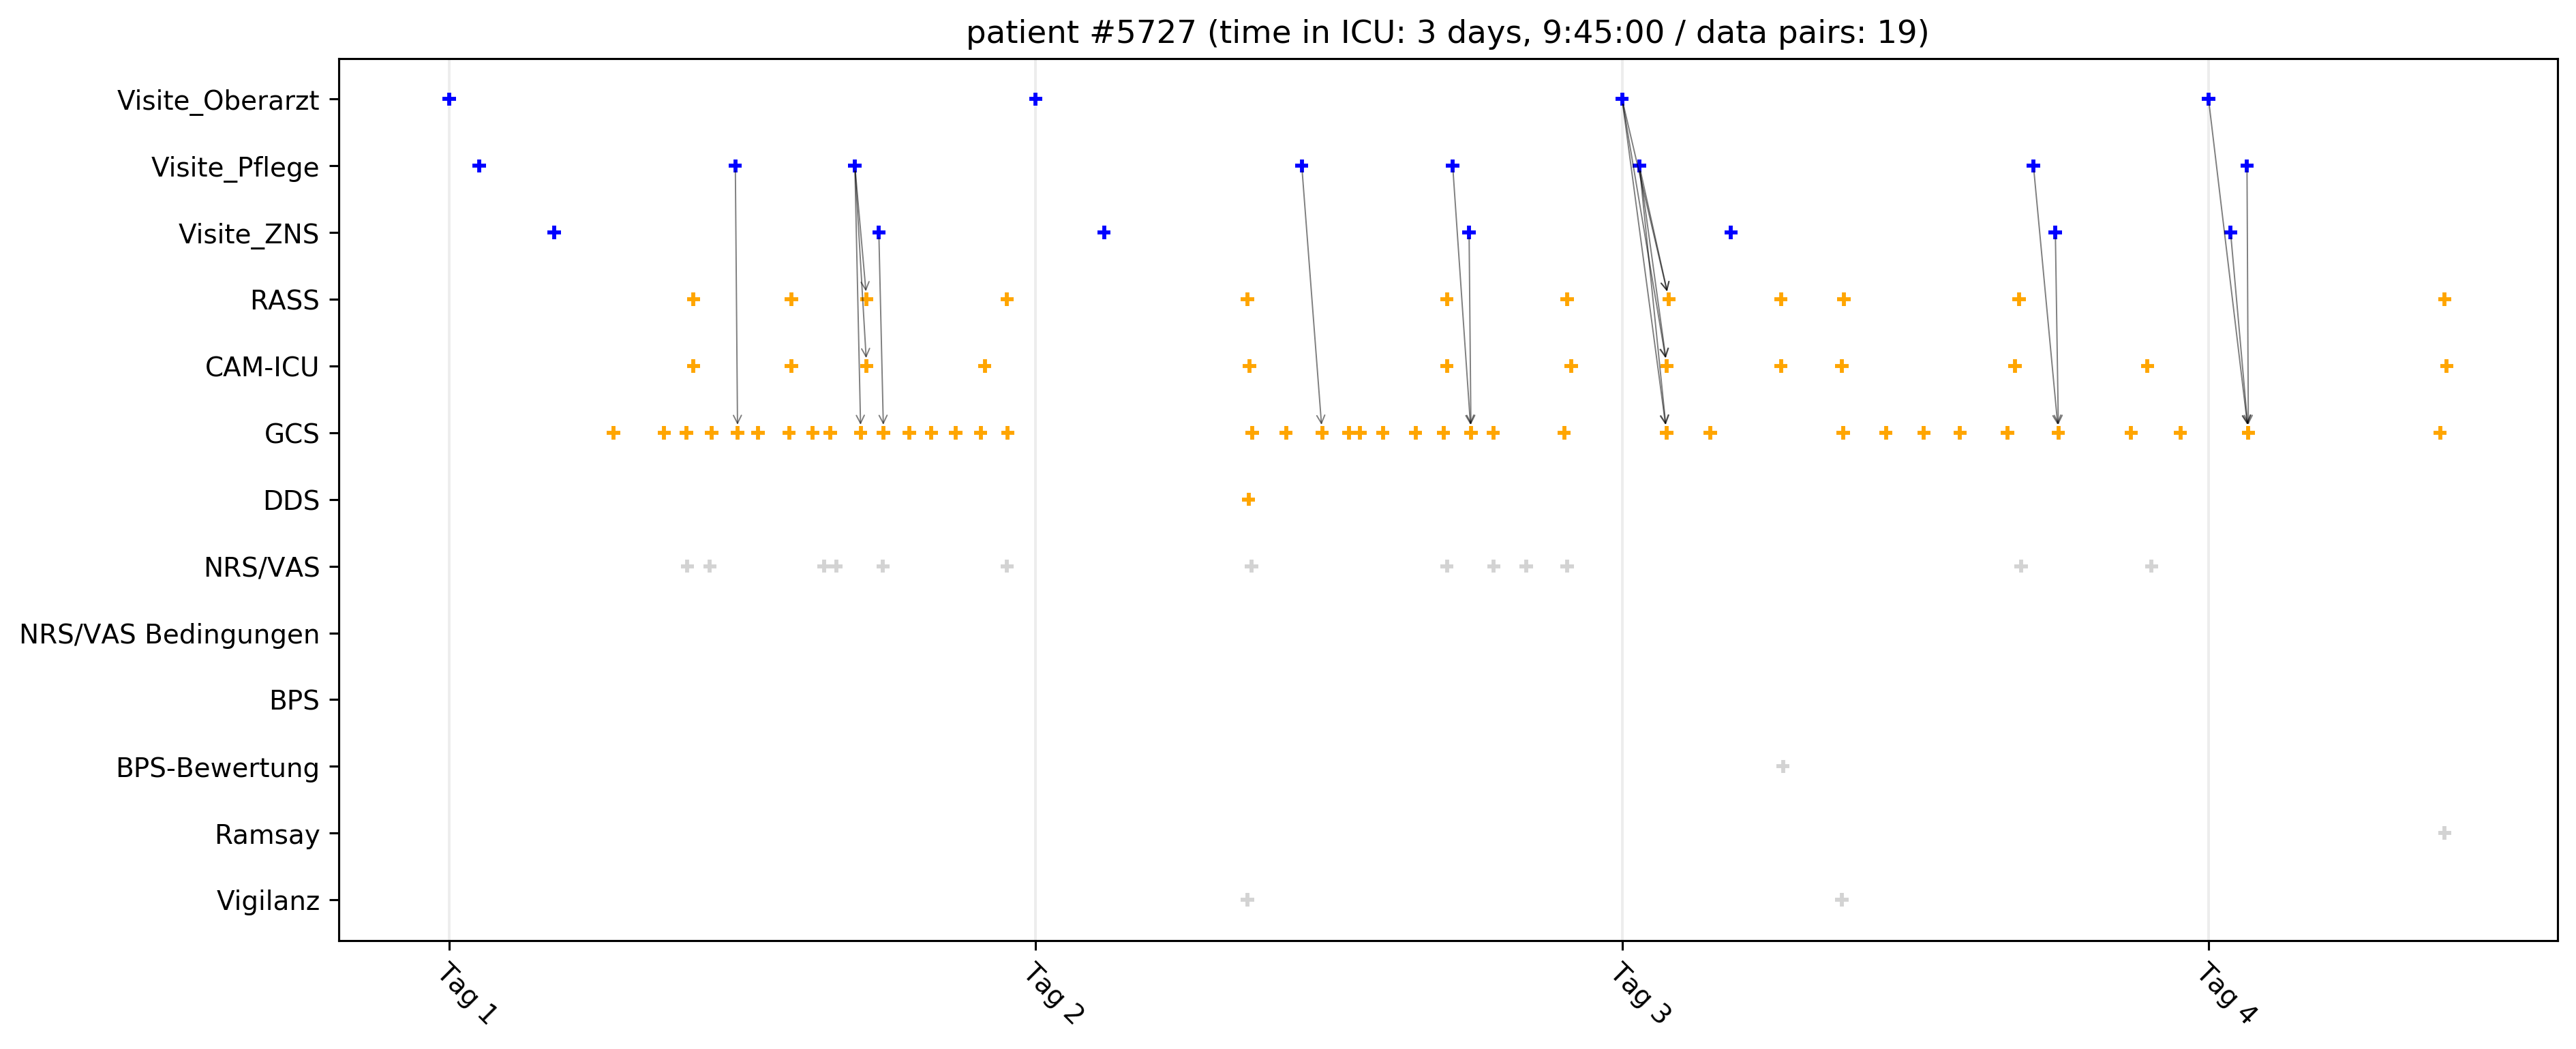 patient #5727 (time in ICU: 3 days, 9:45:00 / data pairs: 19)
Visite_Oberarzt
Visite_Pflege
Visite_ZNS
RASS
CAM-ICU
GCS
DDS
NRS/VAS
NRS/VAS Bedingungen
BPS
BPS-Bewertung
Ramsay
Vigilanz
Tag 1
Tag 2
Tag 3
Tag 4